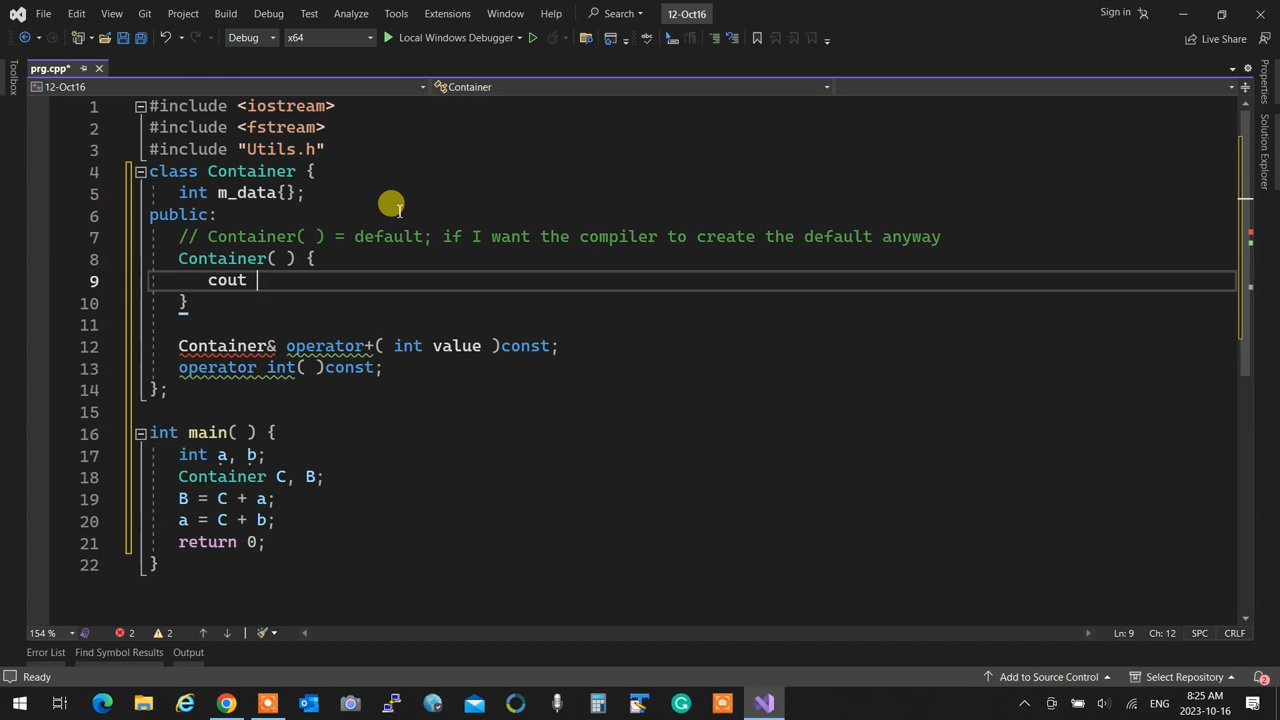 File Edit View Git Project Build Debug Test Analyze Tools Extensions Window Help Search 12-Oct16 Sign in
Debug x64 Local Windows Debugger Live Share
prg.cpp*
12-Oct16 Container
Toolbox
Properties
Solution Explorer
1 #include <iostream>
2 #include <fstream>
3 #include "Utils.h"
4 class Container {
5 int m_data{};
6 public:
7 // Container( ) = default; if I want the compiler to create the default anyway
8 Container( ) {
9 cout
10 }
11
12 Container& operator+( int value )const;
13 operator int( )const;
14 };
15
16 int main( ) {
17 int a, b;
18 Container C, B;
19 B = C + a;
20 a = C + b;
21 return 0;
22 }
154 % 2 2 Ln: 9 Ch: 12 SPC CRLF
Error List Find Symbol Results Output
Ready Add to Source Control Select Repository 2
ENG 8:25 AM
2023-10-16